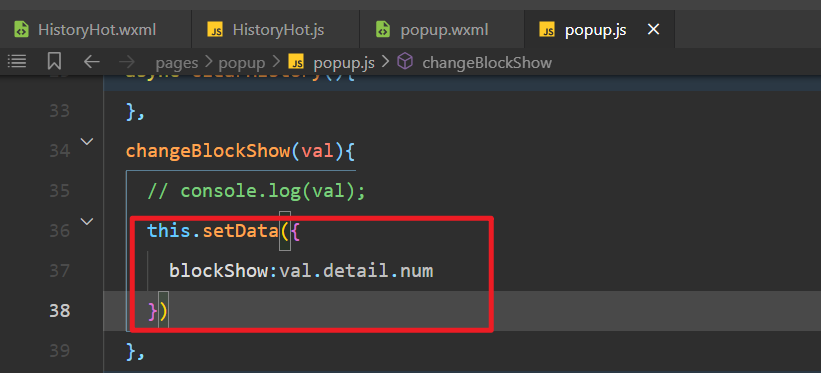 HistoryHot.wxml JS HistoryHot.js popup.wxml JS popup.js
pages > popup > JS popup.js > changeBlockShow
33 },
34 changeBlockShow(val){
35 // console.log(val);
36 this.setData({
37 blockShow:val.detail.num
38 })
39 },